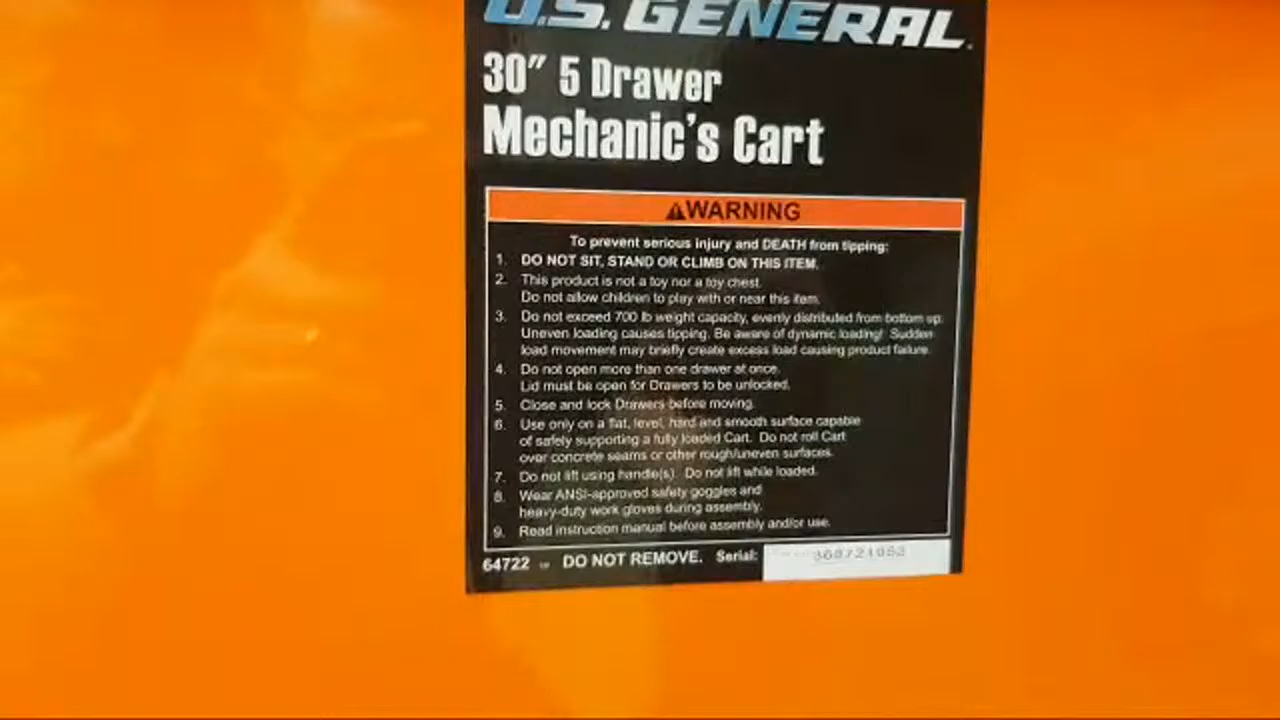 U.S. GENERAL
30" 5 Drawer
Mechanic's Cart
WARNING
To prevent serious injury and DEATH from tipping:
1. DO NOT SIT, STAND OR CLIMB ON THIS ITEM.
2. This product is not a toy nor a toy chest.
Do not allow children to play with or near this item.
3. Do not exceed 700 lb weight capacity, evenly distributed from bottom up.
Uneven loading causes tipping. Be aware of dynamic loading! Sudden
load movement may briefly create excess load causing product failure.
4. Do not open more than one drawer at once.
Lid must be open for Drawers to be unlocked.
5. Close and lock Drawers before moving.
6. Use only on a flat, level, hard and smooth surface capable
of safely supporting a fully loaded Cart. Do not roll Cart
over concrete seams or other rough/uneven surfaces.
7. Do not lift using handle(s). Do not lift while loaded.
8. Wear ANSI-approved safety goggles and
heavy-duty work gloves during assembly.
9. Read instruction manual before assembly and/or use.
64722 DO NOT REMOVE. Serial: